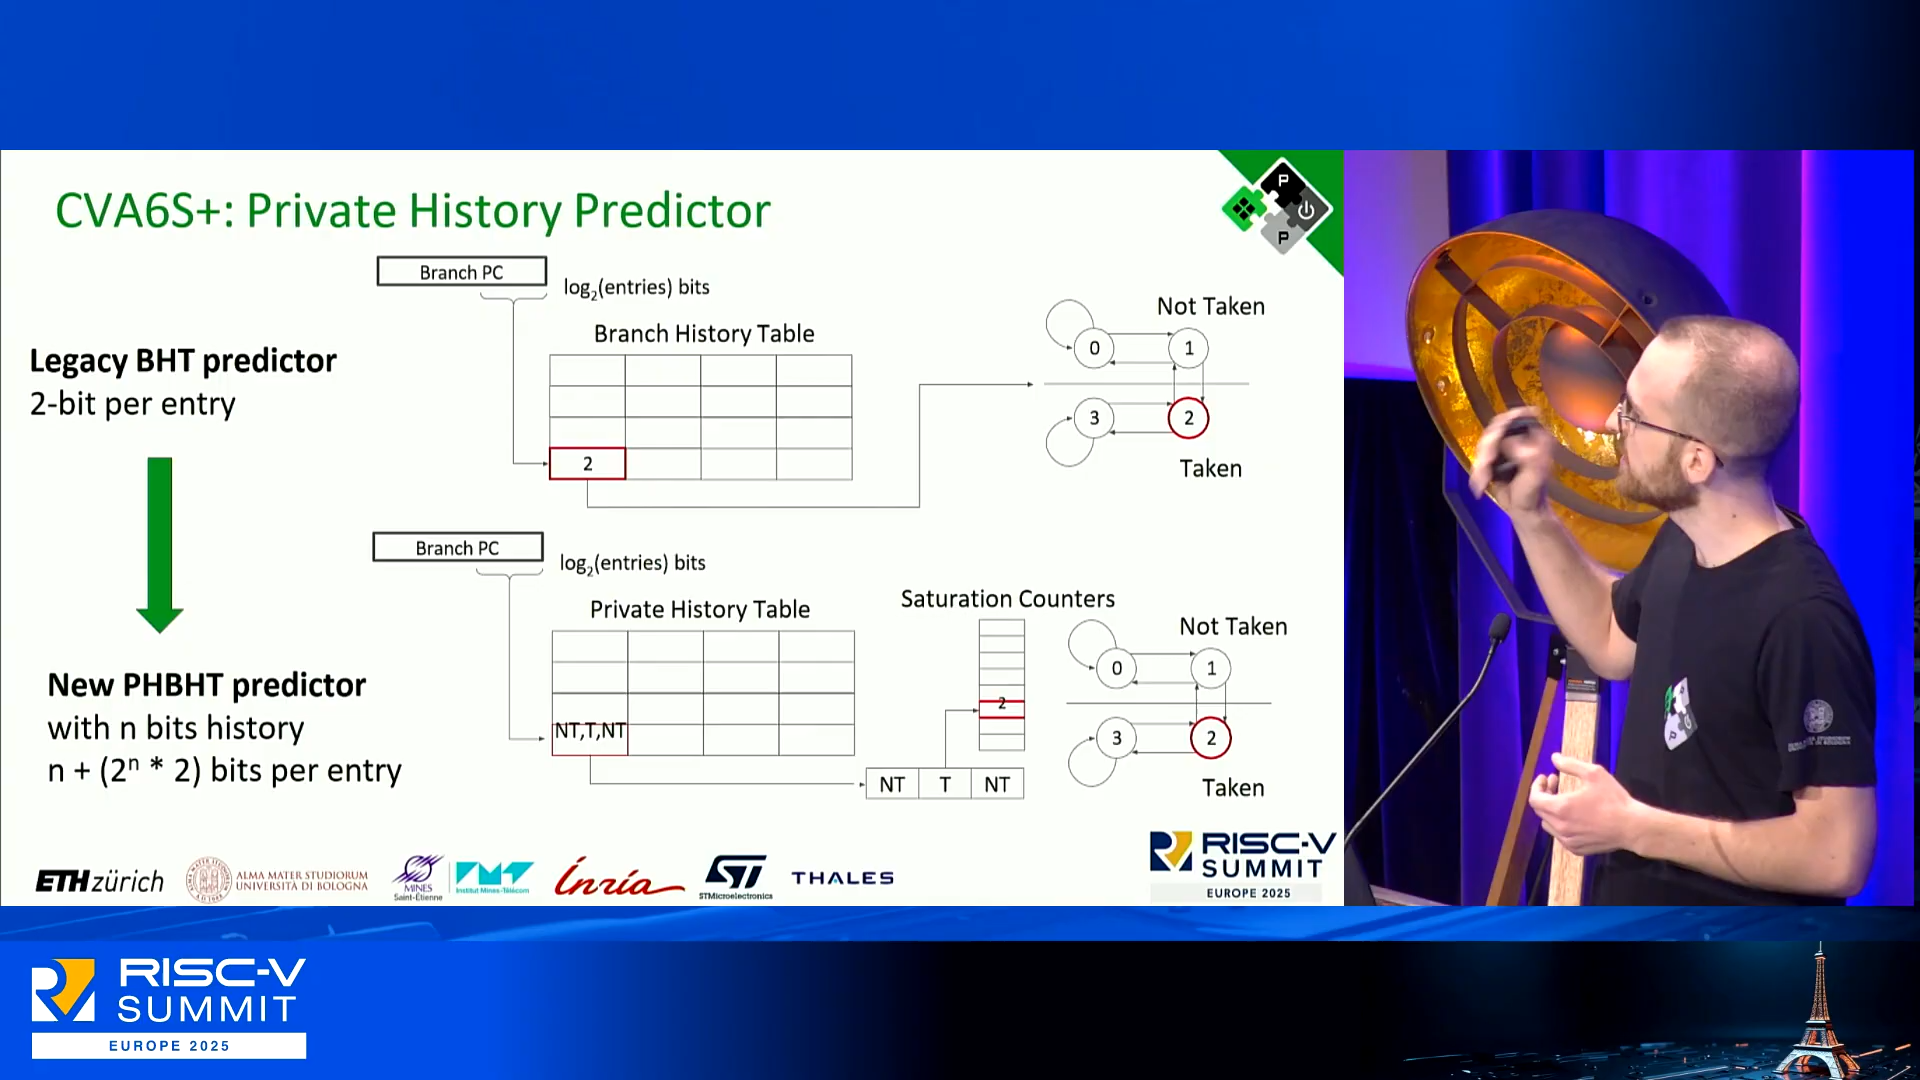 CVA6S+: Private History Predictor
P
P
Branch PC
log2(entries) bits
Branch History Table
Legacy BHT predictor
2-bit per entry
2
Not Taken
0
1
3
2
Taken
Branch PC
log2(entries) bits
Private History Table
Saturation Counters
New PHBHT predictor
with n bits history
n + (2ⁿ * 2) bits per entry
NT,T,NT
2
NT T NT
Not Taken
0
1
3
2
Taken
ETH zürich
ALMA MATER STUDIORUM
UNIVERSITÀ DI BOLOGNA
MINES
Saint-Étienne
Institut Mines-Télécom
Inria
ST
STMicroelectronics
THALES
RISC-V
SUMMIT
EUROPE 2025
RISC-V
SUMMIT
EUROPE 2025